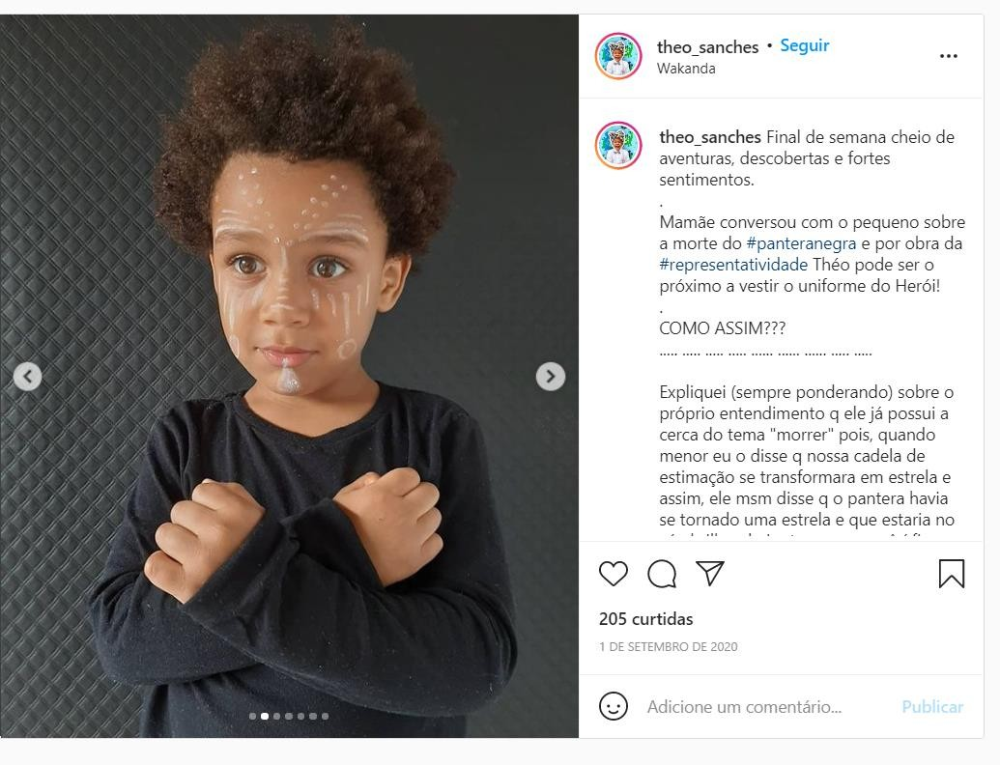 theo_sanches • Seguir
Wakanda
theo_sanches Final de semana cheio de
aventuras, descobertas e fortes
sentimentos.
.
Mamãe conversou com o pequeno sobre
a morte do #panteranegra e por obra da
#representatividade Théo pode ser o
próximo a vestir o uniforme do Herói!
.
COMO ASSIM???
..... ..... ..... ..... ...... ...... ...... ..... .....
Expliquei (sempre ponderando) sobre o
próprio entendimento q ele já possui a
cerca do tema "morrer" pois, quando
menor eu o disse q nossa cadela de
estimação se transformara em estrela e
assim, ele msm disse q o pantera havia
se tornado uma estrela e que estaria no
205 curtidas
1 DE SETEMBRO DE 2020
Adicione um comentário... Publicar